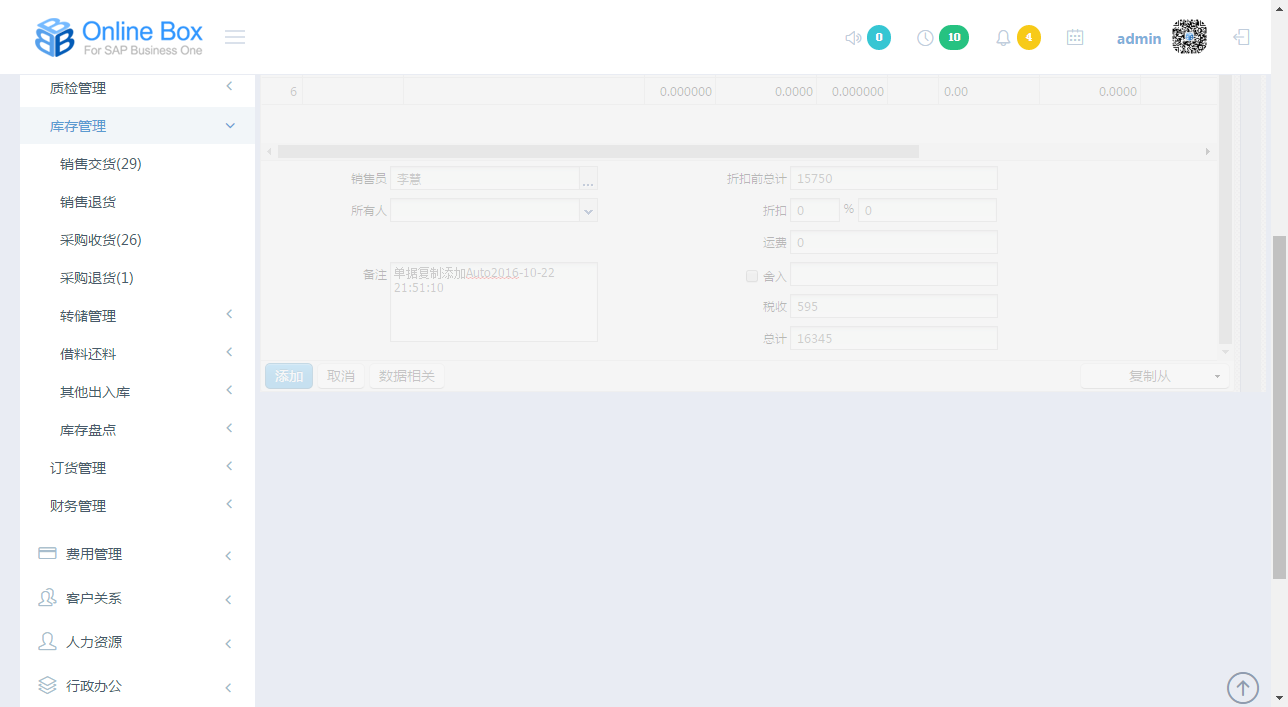 Online Box
For SAP Business One
0
10
4
admin
质检管理
库存管理
销售交货(29)
销售退货
采购收货(26)
采购退货(1)
转储管理
借料还料
其他出入库
库存盘点
订货管理
财务管理
费用管理
客户关系
人力资源
行政办公
6 0.000000 0.0000 0.000000 0.00 0.0000
销售员 李慧 ...
折扣前总计 15750
所有人
折扣 0 % 0
运费 0
备注 单据复制添加Auto2016-10-22
21:51:10
舍入
税收 595
总计 16345
添加 取消 数据相关 复制从